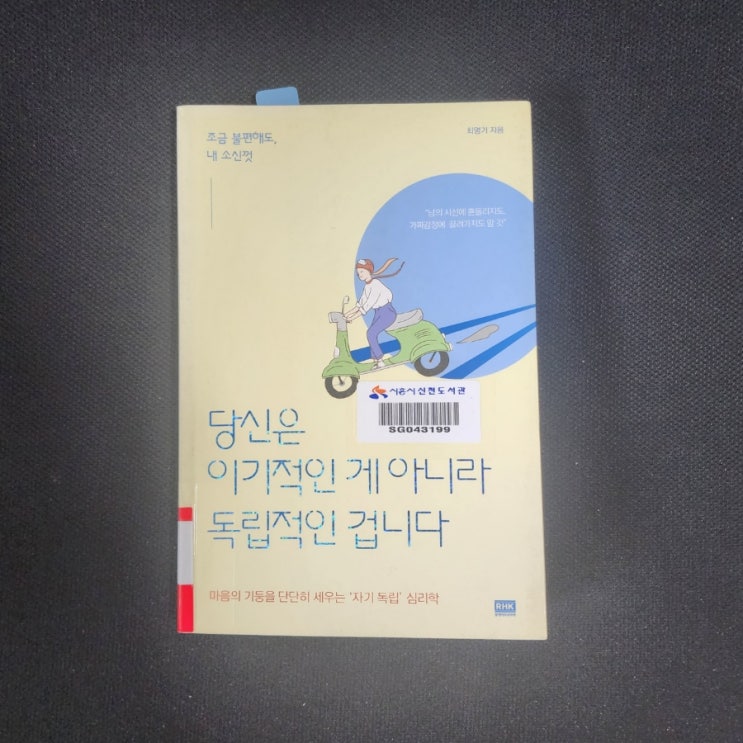 조금 불편해도,
내 소신껏
최명기 지음
"남의 시선에 흔들리지도,
가짜감정에 끌려가지도 말 것"
시흥시신천도서관
SG043199
당신은
이기적인 게 아니라
독립적인 겁니다
마음의 기둥을 단단히 세우는 '자기 독립' 심리학
RHK